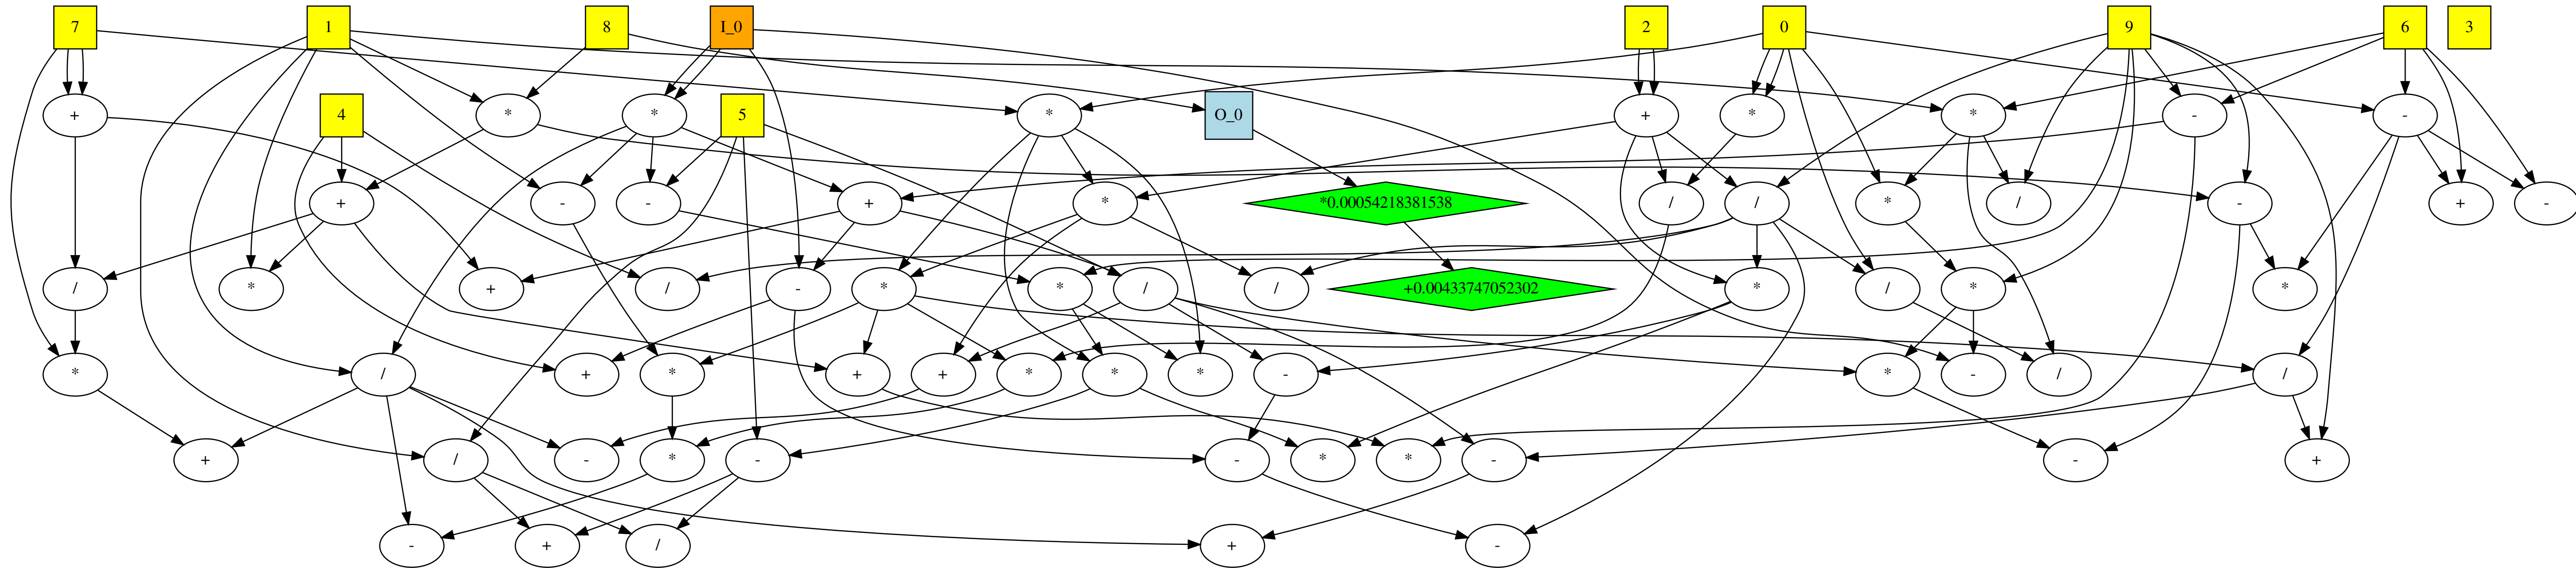 7 1 8 I_0 2 0 9 6 3
+ 4 * * 5 * O_0 + * * - -
+ - - + * *0.00054218381538 / / * / - + -
/ * + / - * * / / +0.00433747052302 * / * *
* / + * + + * * * - * - / /
+ / - * - - * * - - +
- + / + -